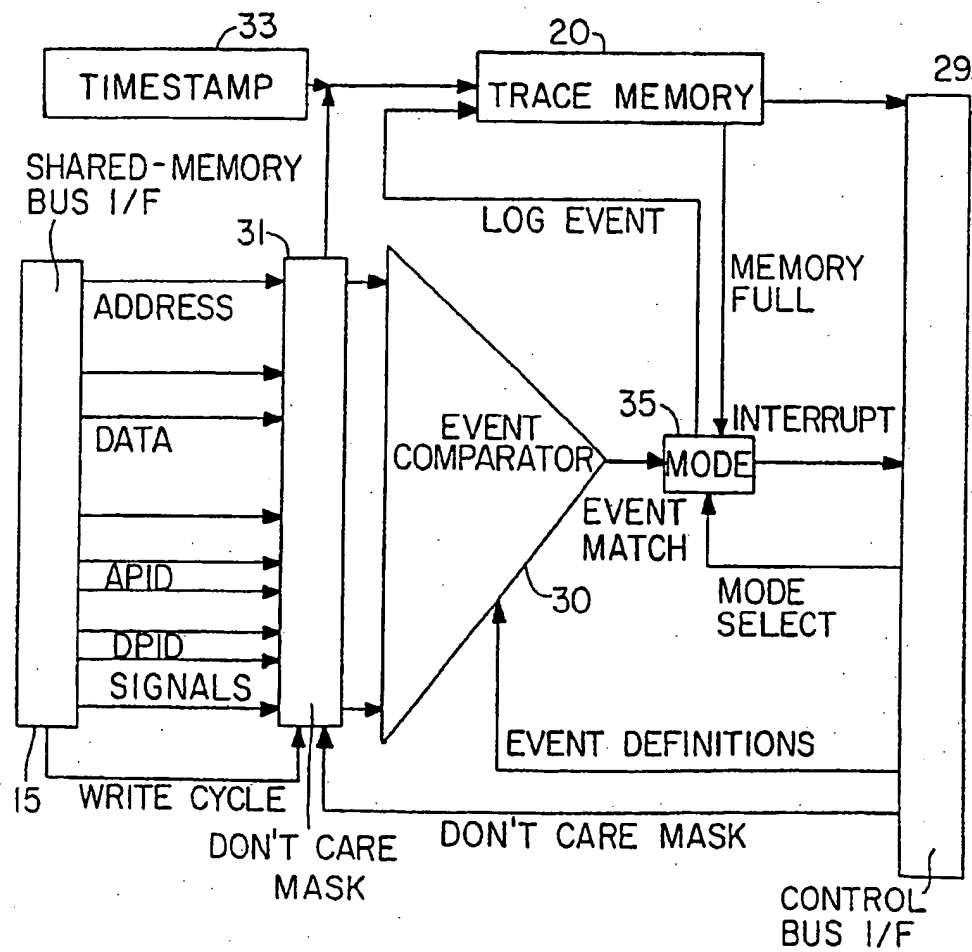 33
TIMESTAMP
20
TRACE MEMORY
29
SHARED-MEMORY
BUS I/F
31
LOG EVENT
MEMORY
FULL
ADDRESS
DATA
EVENT
COMPARATOR
35
MODE
INTERRUPT
EVENT
MATCH
APID
30
MODE
SELECT
DPID
SIGNALS
EVENT DEFINITIONS
15
WRITE CYCLE
DON'T CARE
MASK
DON'T CARE MASK
CONTROL
BUS I/F